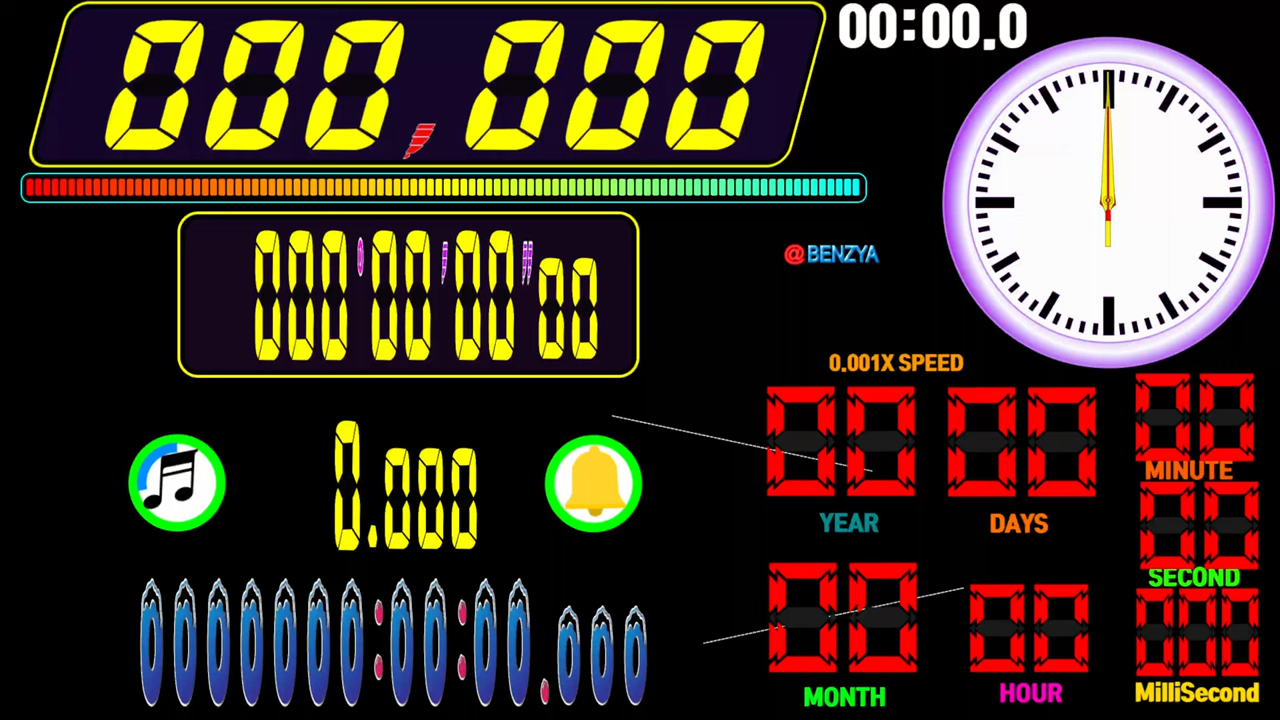 000,000
00:00.0
000°00'00"00
@BENZYA
0.001X SPEED
00 00 00
MINUTE
0.000
YEAR
DAYS
00
SECOND
0000000:00:00.000
00 00 000
MONTH
HOUR
MilliSecond